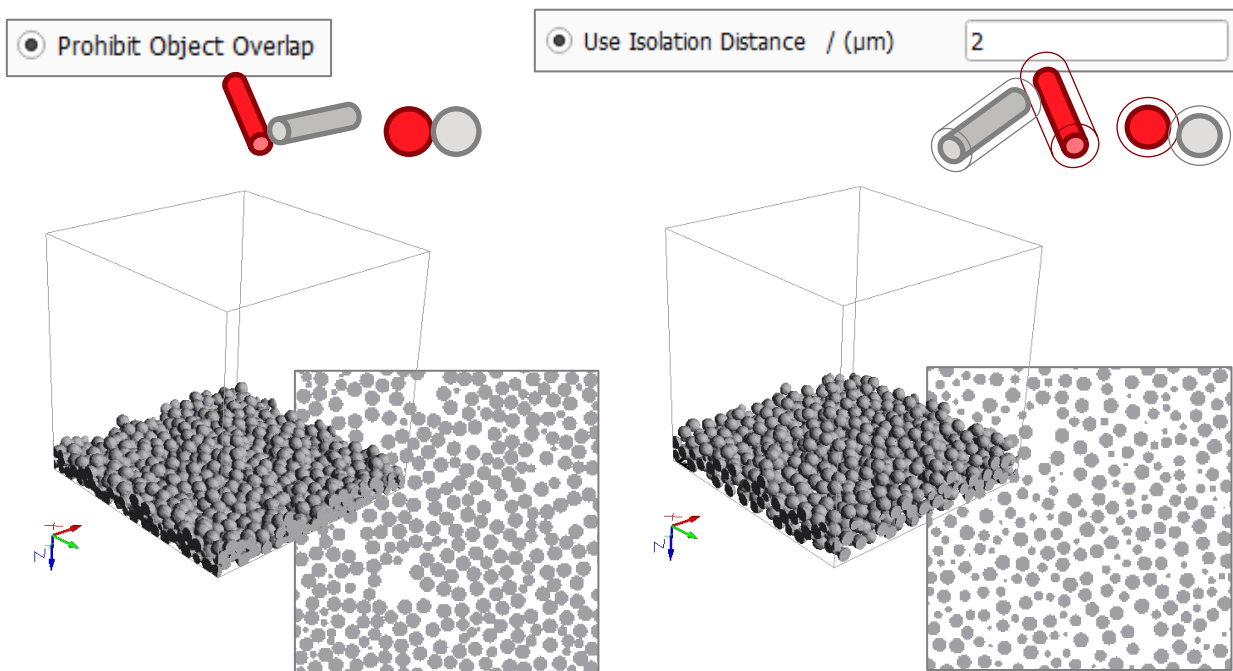 Prohibit Object Overlap
Use Isolation Distance / (µm) 2
X
Z
X
Z